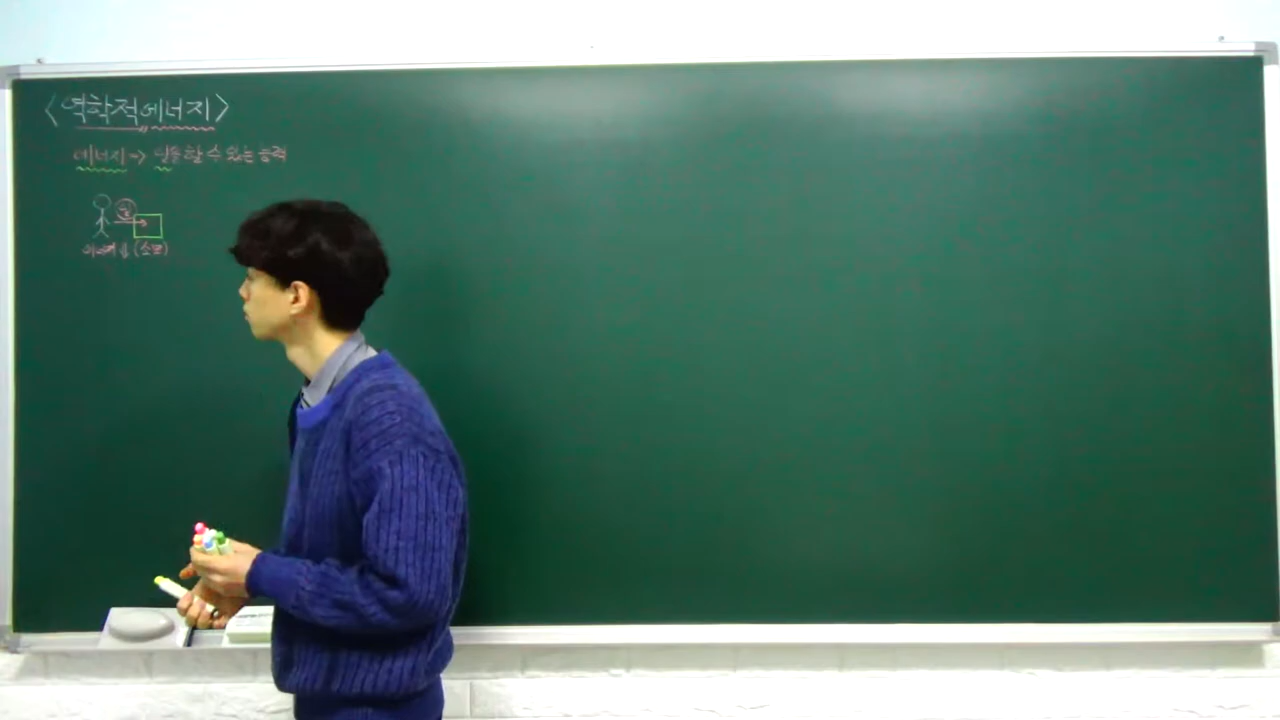 <역학적에너지>
에너지 => 일을 할 수 있는 능력
일
에너지 (소모)